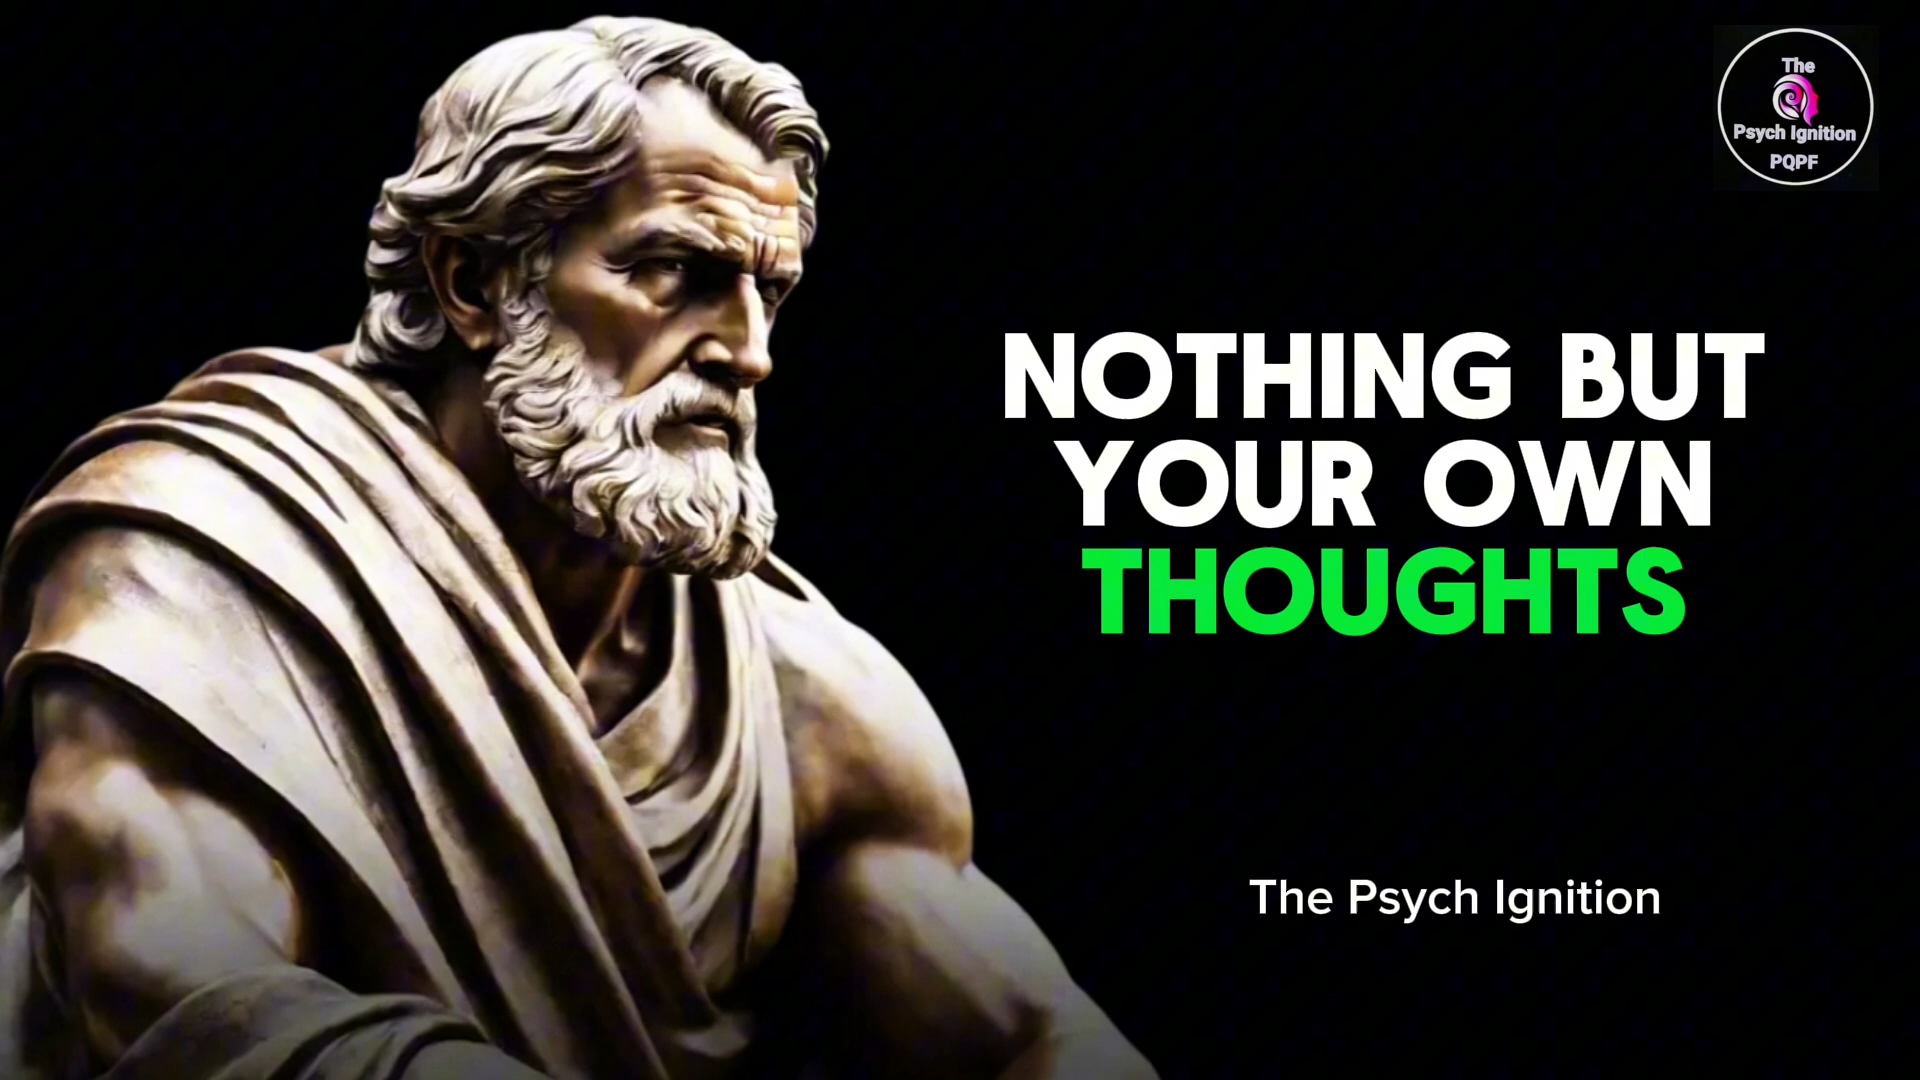 The
Psych Ignition
PQPF
NOTHING BUT
YOUR OWN
THOUGHTS
The Psych Ignition